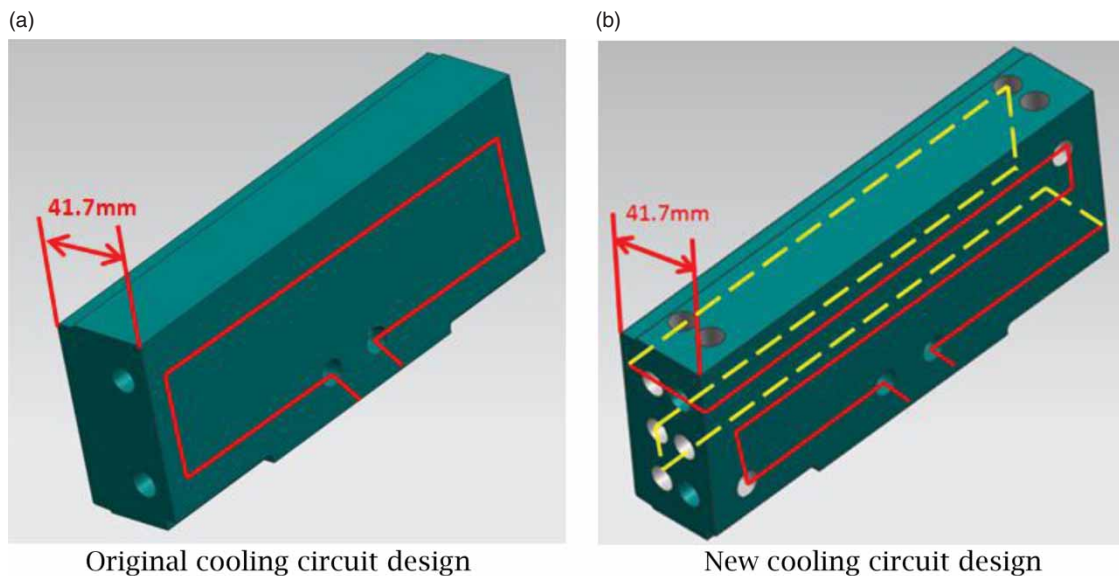 (a)
(b)
41.7mm
41.7mm
Original cooling circuit design
New cooling circuit design